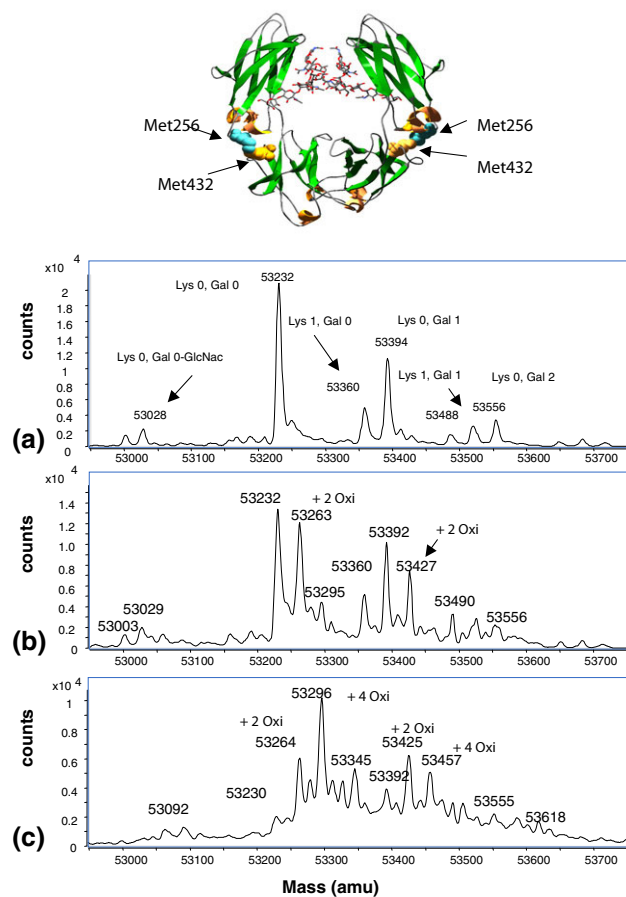 Met256
Met256
Met432
Met432
x10 4
53232
Lys 0, Gal 0
2
1.8
Lys 1, Gal 0
Lys 0, Gal 1
1.6
1.4
53394
Lys 0, Gal 0-GlcNac
1.2
Lys 1, Gal 1
Lys 0, Gal 2
1
53360
0.8
0.6
53028
53488
53556
0.4
0.2
0
counts
(a)
53000
53100
53200
53300
53400
53500
53600
53700
x10 4
53232
+ 2 Oxi
1.4
53263
1.2
53392
+ 2 Oxi
1
53360
53427
0.8
0.6
53295
53490
0.4
53029
53556
0.2
53003
0
counts
(b)
53000
53100
53200
53300
53400
53500
53600
53700
x10 4
53296
+ 4 Oxi
1
+ 2 Oxi
+ 2 Oxi
53264
53425
+ 4 Oxi
0.8
53345
53457
0.6
53230
53392
0.4
53092
53555
53618
0.2
0
counts
(c)
53000
53100
53200
53300
53400
53500
53600
53700
Mass (amu)